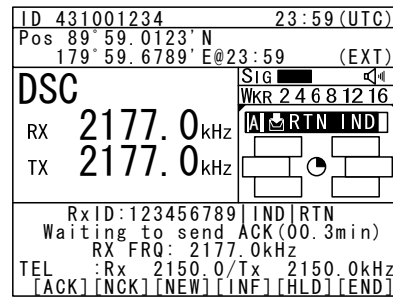 ID 431001234 23:59(UTC)
Pos 89°59.0123'N
179°59.6789'E@23:59 (EXT)
DSC
SIG
WKR 2 4 6 8 12 16
RX 2177.0kHz
A RTN IND
TX 2177.0kHz
RxID:123456789|IND|RTN
Waiting to send ACK(00.3min)
RX FRQ: 2177.0kHz
TEL :Rx 2150.0/Tx 2150.0kHz
[ACK][NCK][NEW][INF][HLD][END]